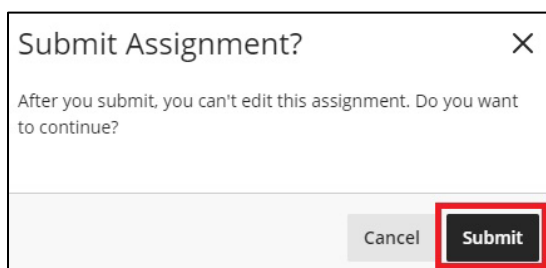 Submit Assignment?
After you submit, you can't edit this assignment. Do you want
to continue?
Cancel
Submit